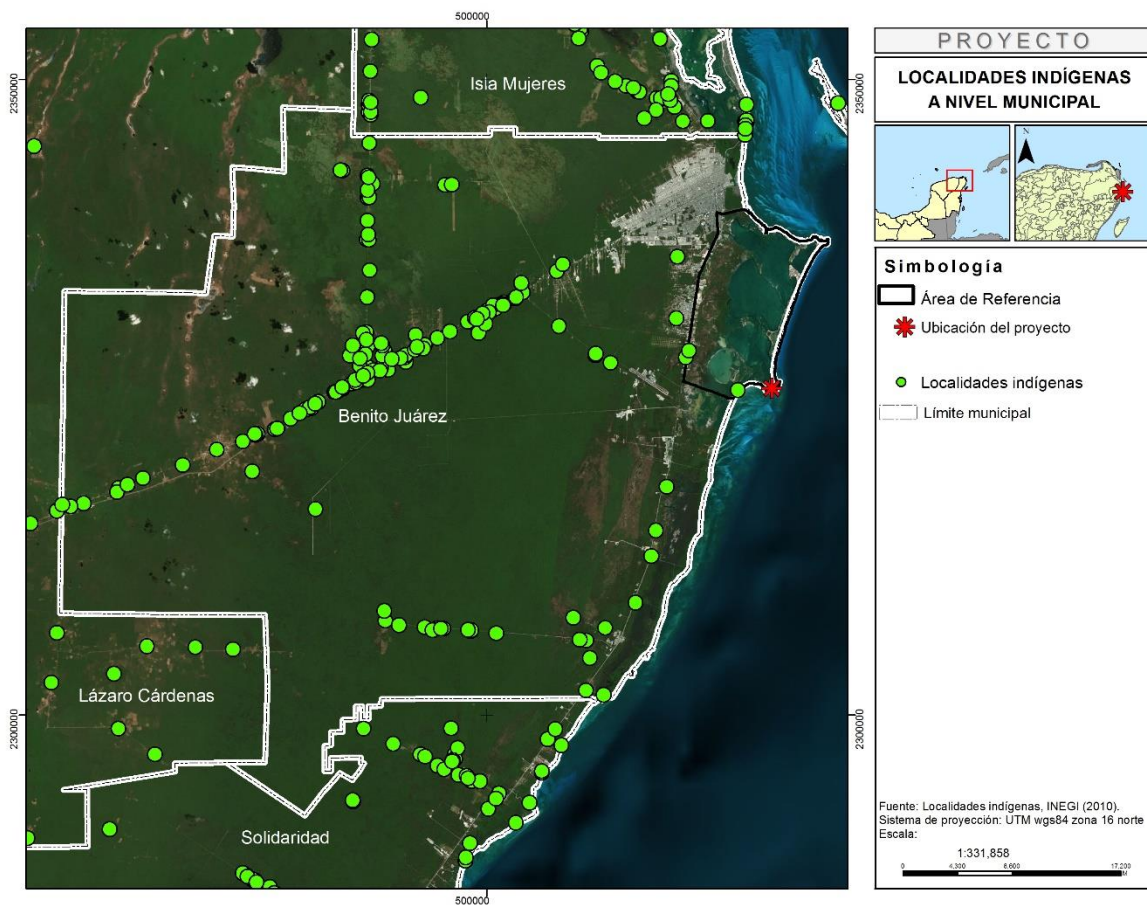 500000
2350000
2350000
Isla Mujeres
Benito Juárez
Lázaro Cárdenas
2300000
2300000
Solidaridad
500000
PROYECTO
LOCALIDADES INDÍGENAS
A NIVEL MUNICIPAL
N
Simbología
Área de Referencia
Ubicación del proyecto
Localidades indígenas
Límite municipal
Fuente: Localidades indígenas, INEGI (2010).
Sistema de proyección: UTM wgs84 zona 16 norte
Escala:
1:331,858
0 4,300 8,600 17,200
M